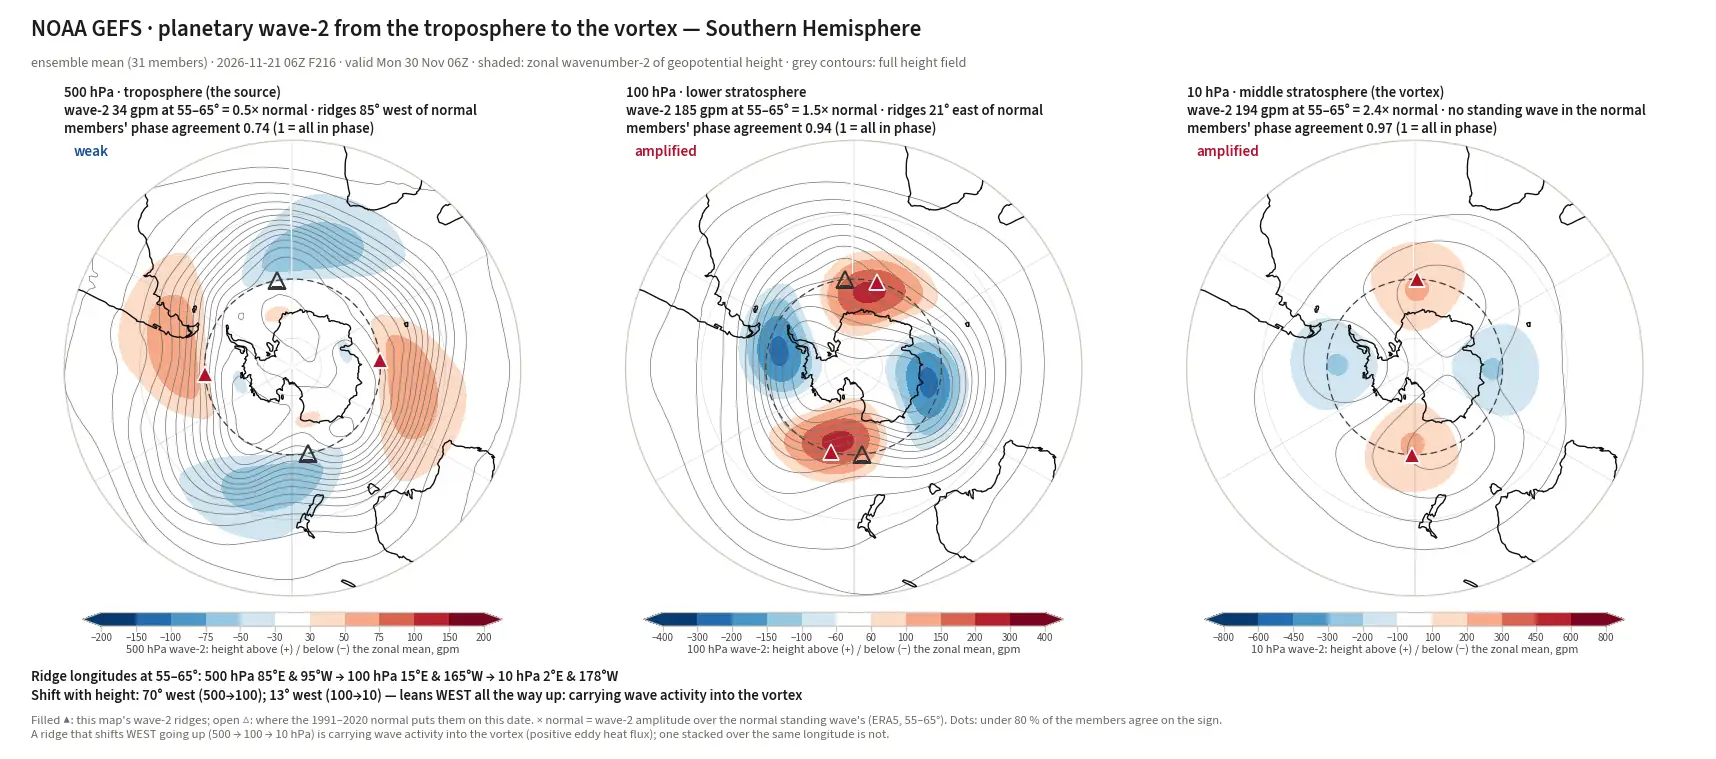 NOAA GEFS · planetary wave-2 from the troposphere to the vortex — Southern Hemisphere
ensemble mean (31 members) · 2026-11-21 06Z F216 · valid Mon 30 Nov 06Z · shaded: zonal wavenumber-2 of geopotential height · grey contours: full height field
500 hPa · troposphere (the source)
wave-2 34 gpm at 55–65° = 0.5× normal · ridges 85° west of normal
members' phase agreement 0.74 (1 = all in phase)
weak
100 hPa · lower stratosphere
wave-2 185 gpm at 55–65° = 1.5× normal · ridges 21° east of normal
members' phase agreement 0.94 (1 = all in phase)
amplified
10 hPa · middle stratosphere (the vortex)
wave-2 194 gpm at 55–65° = 2.4× normal · no standing wave in the normal
members' phase agreement 0.97 (1 = all in phase)
amplified
−200 −150 −100 −75 −50 −30 30 50 75 100 150 200
500 hPa wave-2: height above (+) / below (−) the zonal mean, gpm
−400 −300 −200 −150 −100 −60 60 100 150 200 300 400
100 hPa wave-2: height above (+) / below (−) the zonal mean, gpm
−800 −600 −450 −300 −200 −100 100 200 300 450 600 800
10 hPa wave-2: height above (+) / below (−) the zonal mean, gpm
Ridge longitudes at 55–65°: 500 hPa 85°E & 95°W → 100 hPa 15°E & 165°W → 10 hPa 2°E & 178°W
Shift with height: 70° west (500→100); 13° west (100→10) — leans WEST all the way up: carrying wave activity into the vortex
Filled ▲: this map's wave-2 ridges; open △: where the 1991–2020 normal puts them on this date. × normal = wave-2 amplitude over the normal standing wave's (ERA5, 55–65°). Dots: under 80 % of the members agree on the sign.
A ridge that shifts WEST going up (500 → 100 → 10 hPa) is carrying wave activity into the vortex (positive eddy heat flux); one stacked over the same longitude is not.